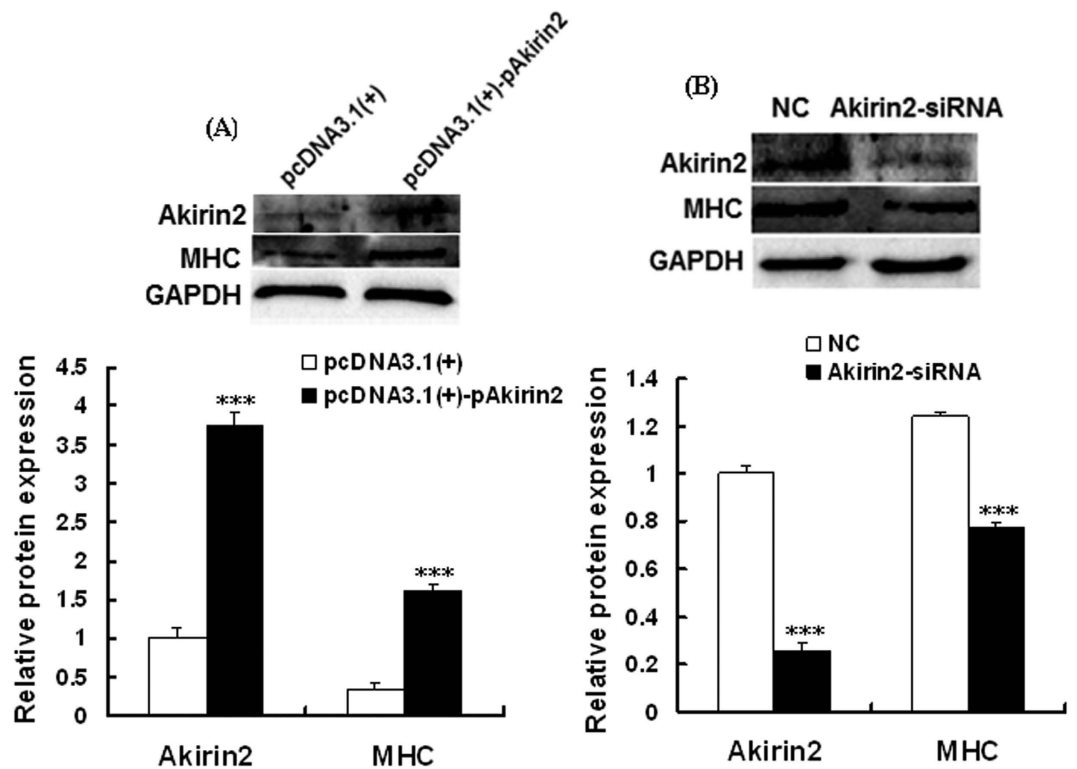 (A)
pcDNA3.1(+)
pcDNA3.1(+)-pAkirin2
Akirin2
MHC
GAPDH
pcDNA3.1(+)
pcDNA3.1(+)-pAkirin2
Relative protein expression
4.5
4
3.5
3
2.5
2
1.5
1
0.5
0
***
***
Akirin2 MHC
(B)
NC Akirin2-siRNA
Akirin2
MHC
GAPDH
NC
Akirin2-siRNA
Relative protein expression
1.4
1.2
1
0.8
0.6
0.4
0.2
0
***
***
Akirin2 MHC